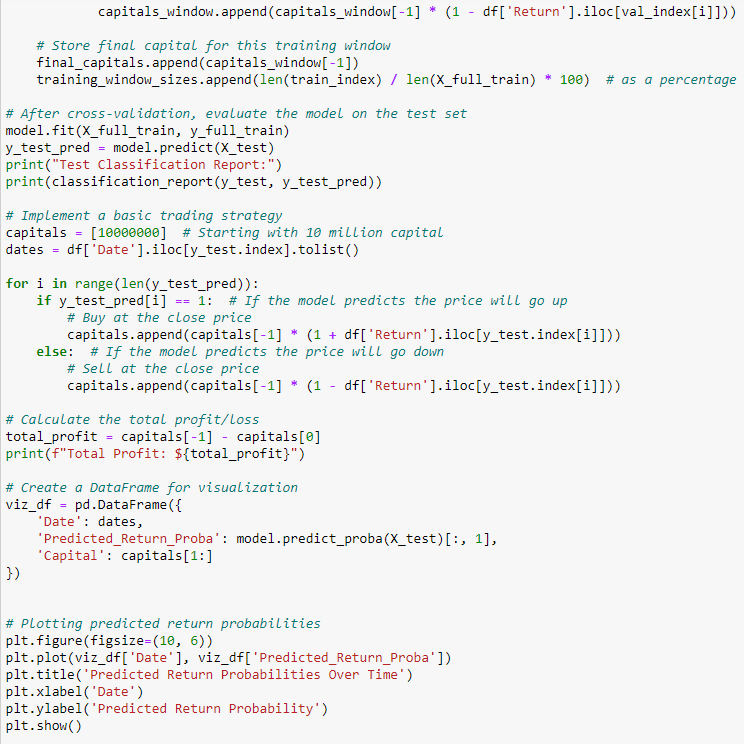 capitals_window.append(capitals_window[-1] * (1 - df['Return'].iloc[val_index[i]]))

    # Store final capital for this training window
    final_capitals.append(capitals_window[-1])
    training_window_sizes.append(len(train_index) / len(X_full_train) * 100)  # as a percentage

# After cross-validation, evaluate the model on the test set
model.fit(X_full_train, y_full_train)
y_test_pred = model.predict(X_test)
print("Test Classification Report:")
print(classification_report(y_test, y_test_pred))

# Implement a basic trading strategy
capitals = [10000000]  # Starting with 10 million capital
dates = df['Date'].iloc[y_test.index].tolist()

for i in range(len(y_test_pred)):
    if y_test_pred[i] == 1:  # If the model predicts the price will go up
        # Buy at the close price
        capitals.append(capitals[-1] * (1 + df['Return'].iloc[y_test.index[i]]))
    else:  # If the model predicts the price will go down
        # Sell at the close price
        capitals.append(capitals[-1] * (1 - df['Return'].iloc[y_test.index[i]]))

# Calculate the total profit/loss
total_profit = capitals[-1] - capitals[0]
print(f"Total Profit: ${total_profit}")

# Create a DataFrame for visualization
viz_df = pd.DataFrame({
    'Date': dates,
    'Predicted_Return_Proba': model.predict_proba(X_test)[:, 1],
    'Capital': capitals[1:]
})


# Plotting predicted return probabilities
plt.figure(figsize=(10, 6))
plt.plot(viz_df['Date'], viz_df['Predicted_Return_Proba'])
plt.title('Predicted Return Probabilities Over Time')
plt.xlabel('Date')
plt.ylabel('Predicted Return Probability')
plt.show()